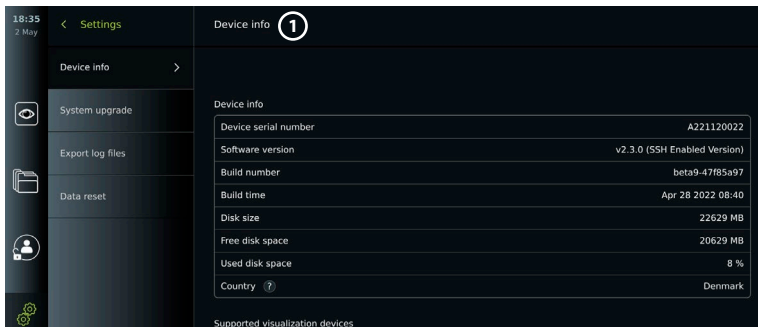 18:35
2 May
Settings
Device info
System upgrade
Export log files
Data reset
Device info 1
Device info
Device serial number A221120022
Software version v2.3.0 (SSH Enabled Version)
Build number beta9-47f85a97
Build time Apr 28 2022 08:40
Disk size 22629 MB
Free disk space 20629 MB
Used disk space 8 %
Country ? Denmark
Supported visualization devices